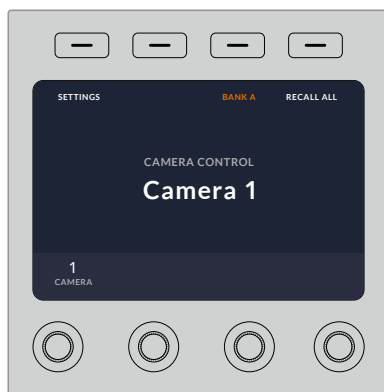 SETTINGS BANK A RECALL ALL
CAMERA CONTROL
Camera 1
1
CAMERA